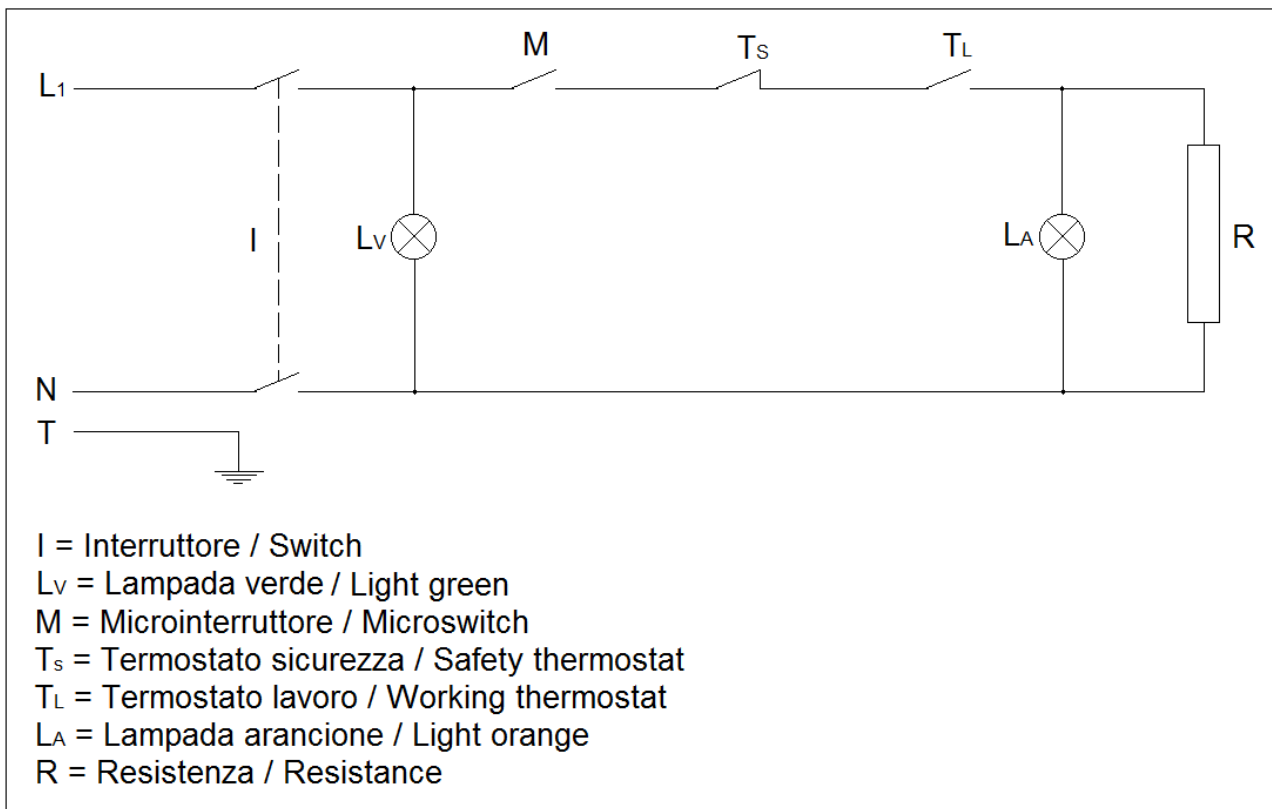 M TS TL
L1
I LV LA R
N
T
I = Interruttore / Switch
LV = Lampada verde / Light green
M = Microinterruttore / Microswitch
Ts = Termostato sicurezza / Safety thermostat
TL = Termostato lavoro / Working thermostat
LA = Lampada arancione / Light orange
R = Resistenza / Resistance